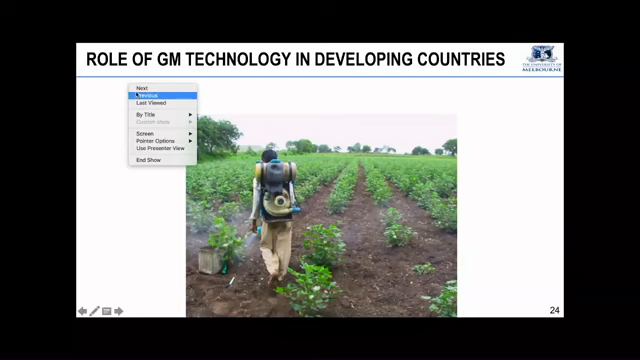 ROLE OF GM TECHNOLOGY IN DEVELOPING COUNTRIES
THE UNIVERSITY OF
MELBOURNE
Next
Previous
Last Viewed
By Title
Custom Show
Screen
Pointer Options
Use Presenter View
End Show
24